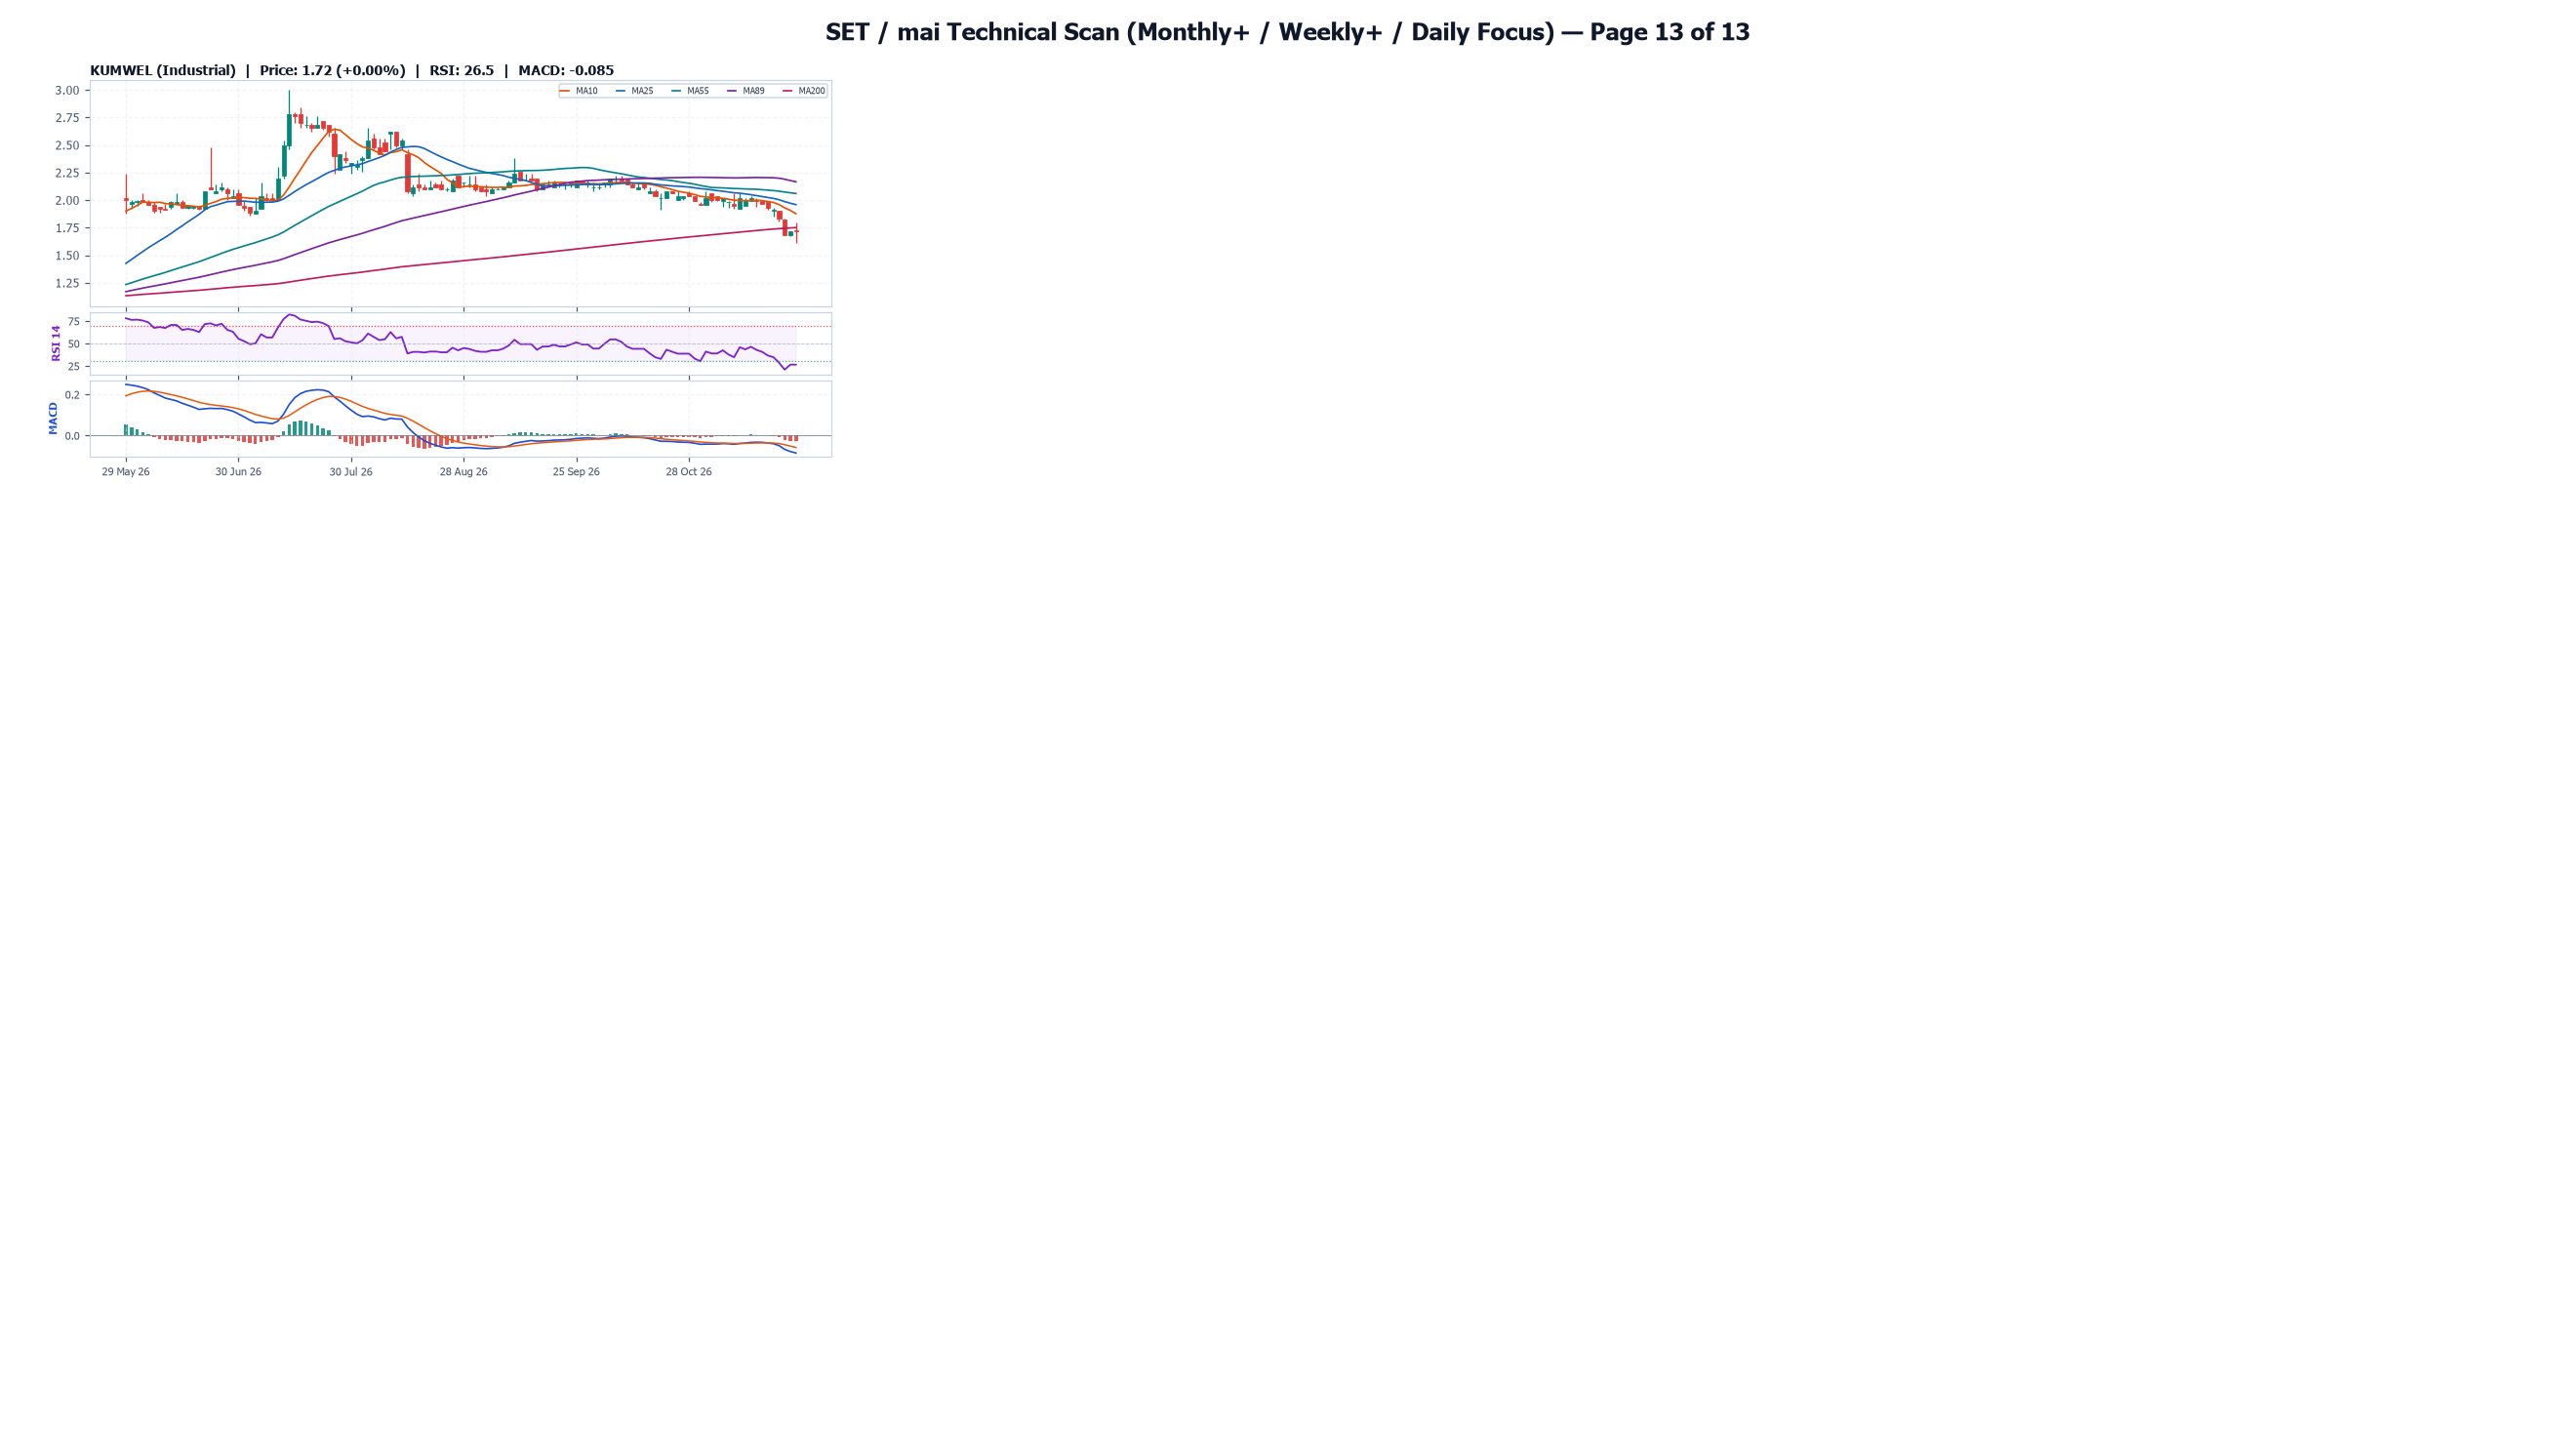 SET / mai Technical Scan (Monthly+ / Weekly+ / Daily Focus) — Page 13 of 13
KUMWEL (Industrial) | Price: 1.72 (+0.00%) | RSI: 26.5 | MACD: -0.085
MA10 MA25 MA55 MA89 MA200
3.00
2.75
2.50
2.25
2.00
1.75
1.50
1.25
RSI 14
75
50
25
MACD
0.2
0.0
29 May 26 30 Jun 26 30 Jul 26 28 Aug 26 25 Sep 26 28 Oct 26